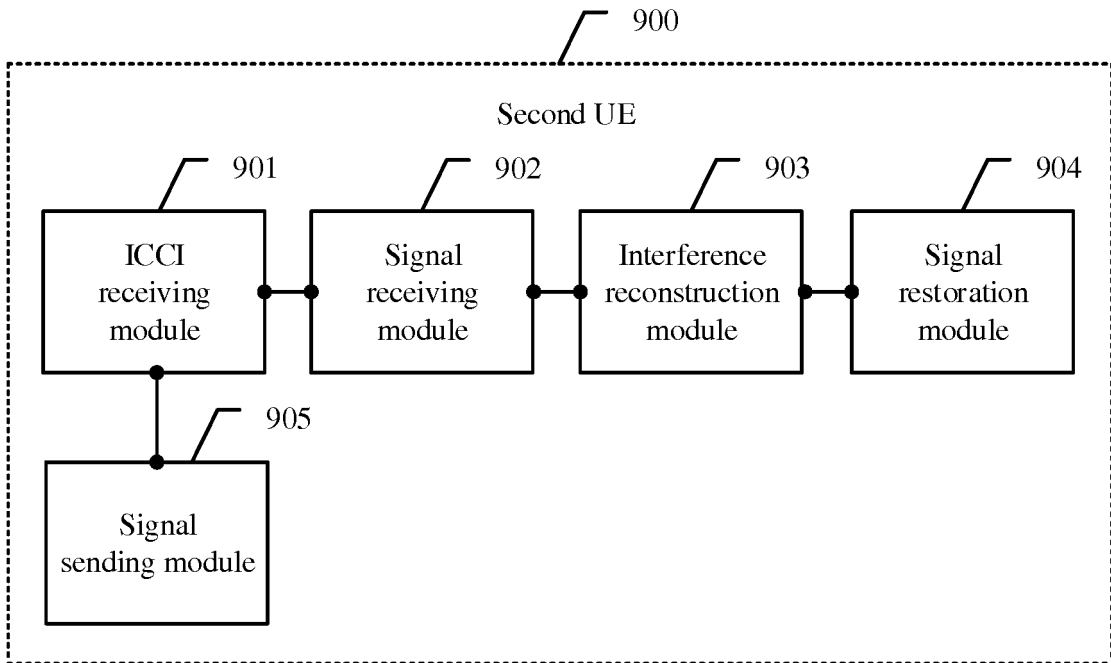 900
Second UE
901
902
903
904
ICCI
receiving
module
Signal
receiving
module
Interference
reconstruction
module
Signal
restoration
module
905
Signal
sending module